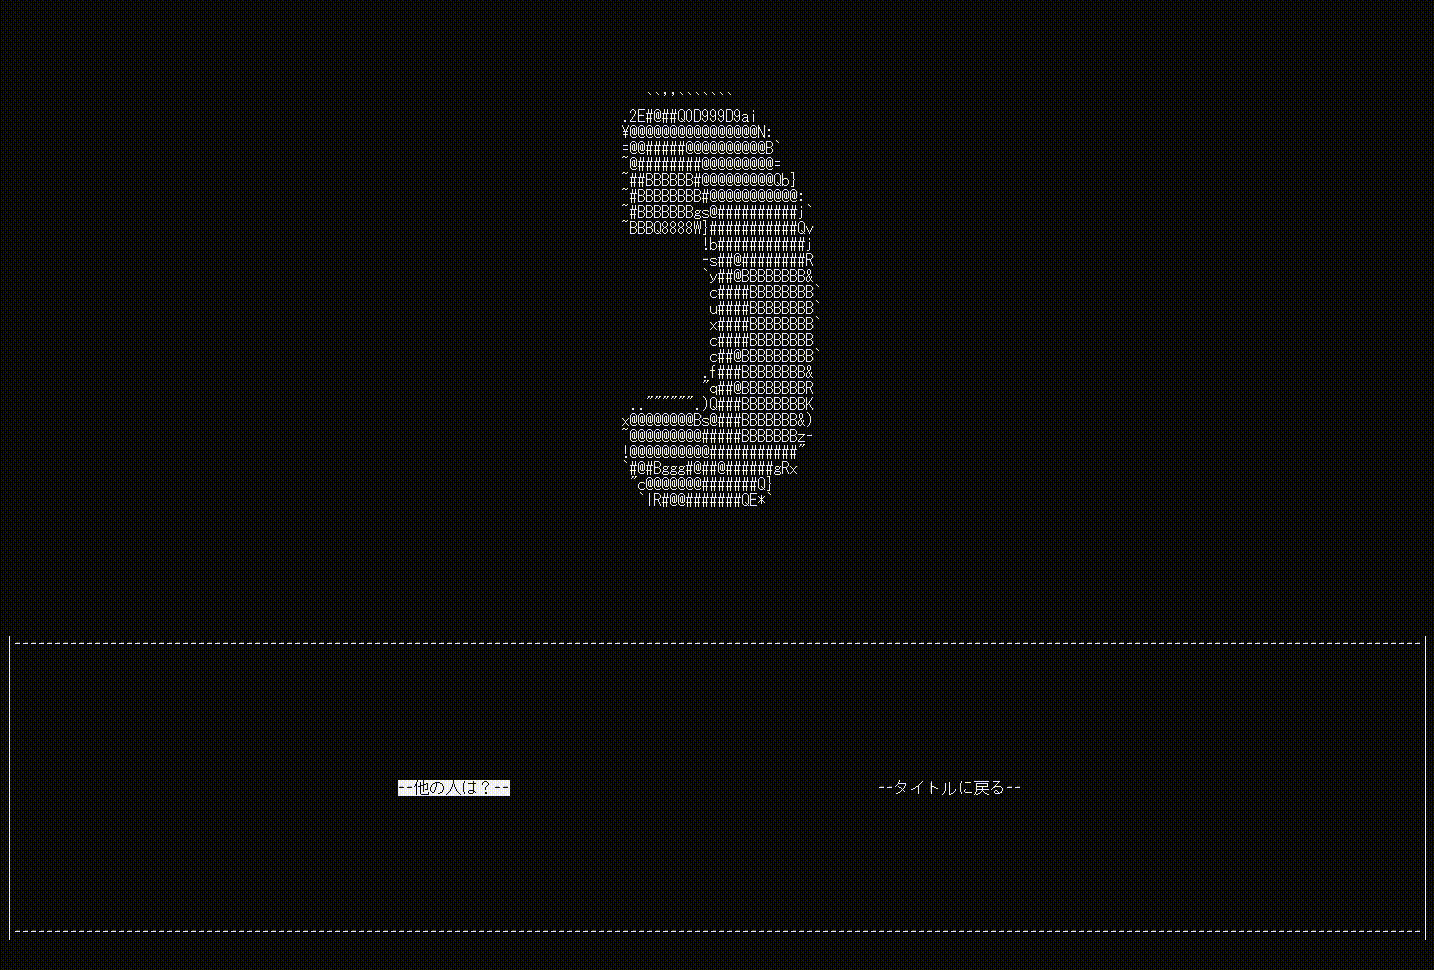 ``,,```````
.2E#@##Q0D999D9ai
¥@@@@@@@@@@@@@@@@N:
=@@#####@@@@@@@@@@B`
~@########@@@@@@@@@=
~##BBBBBB#@@@@@@@@@Qb]
~#BBBBBBBB#@@@@@@@@@@@:
~#BBBBBBBgs@##########j`
~BBBQ8888W]###########Qv
!b###########j
-s##@########R
`y##@BBBBBBBB&
c####BBBBBBBB`
u####BBBBBBBB`
x####BBBBBBBB`
c####BBBBBBBB
c##@BBBBBBBBB`
.f###BBBBBBBB&
"q##@BBBBBBBBR
..""""""".)Q###BBBBBBBBK
x@@@@@@@@Bs@###BBBBBBB&)
~@@@@@@@@@#####BBBBBBBz-
!@@@@@@@@@@###########"
`#@#Bggg#@##@######gRx
"c@@@@@@@#######Q}
`lR#@@#######QE*`
--他の人は？-- --タイトルに戻る--